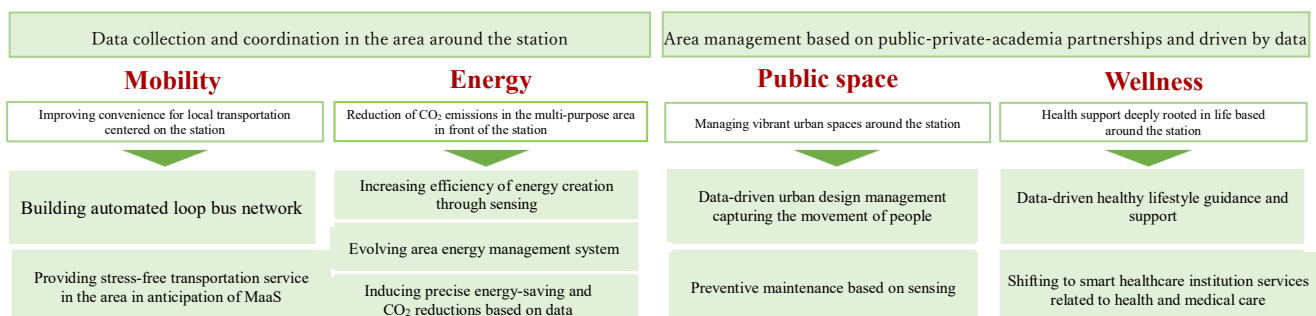 Data collection and coordination in the area around the station
Area management based on public-private-academia partnerships and driven by data
Mobility
Improving convenience for local transportation
centered on the station
Building automated loop bus network
Providing stress-free transportation service
in the area in anticipation of MaaS
Energy
Reduction of CO₂ emissions in the multi-purpose area
in front of the station
Increasing efficiency of energy creation
through sensing
Evolving area energy management system
Inducing precise energy-saving and
CO₂ reductions based on data
Public space
Managing vibrant urban spaces around the station
Data-driven urban design management
capturing the movement of people
Preventive maintenance based on sensing
Wellness
Health support deeply rooted in life based
around the station
Data-driven healthy lifestyle guidance and
support
Shifting to smart healthcare institution services
related to health and medical care